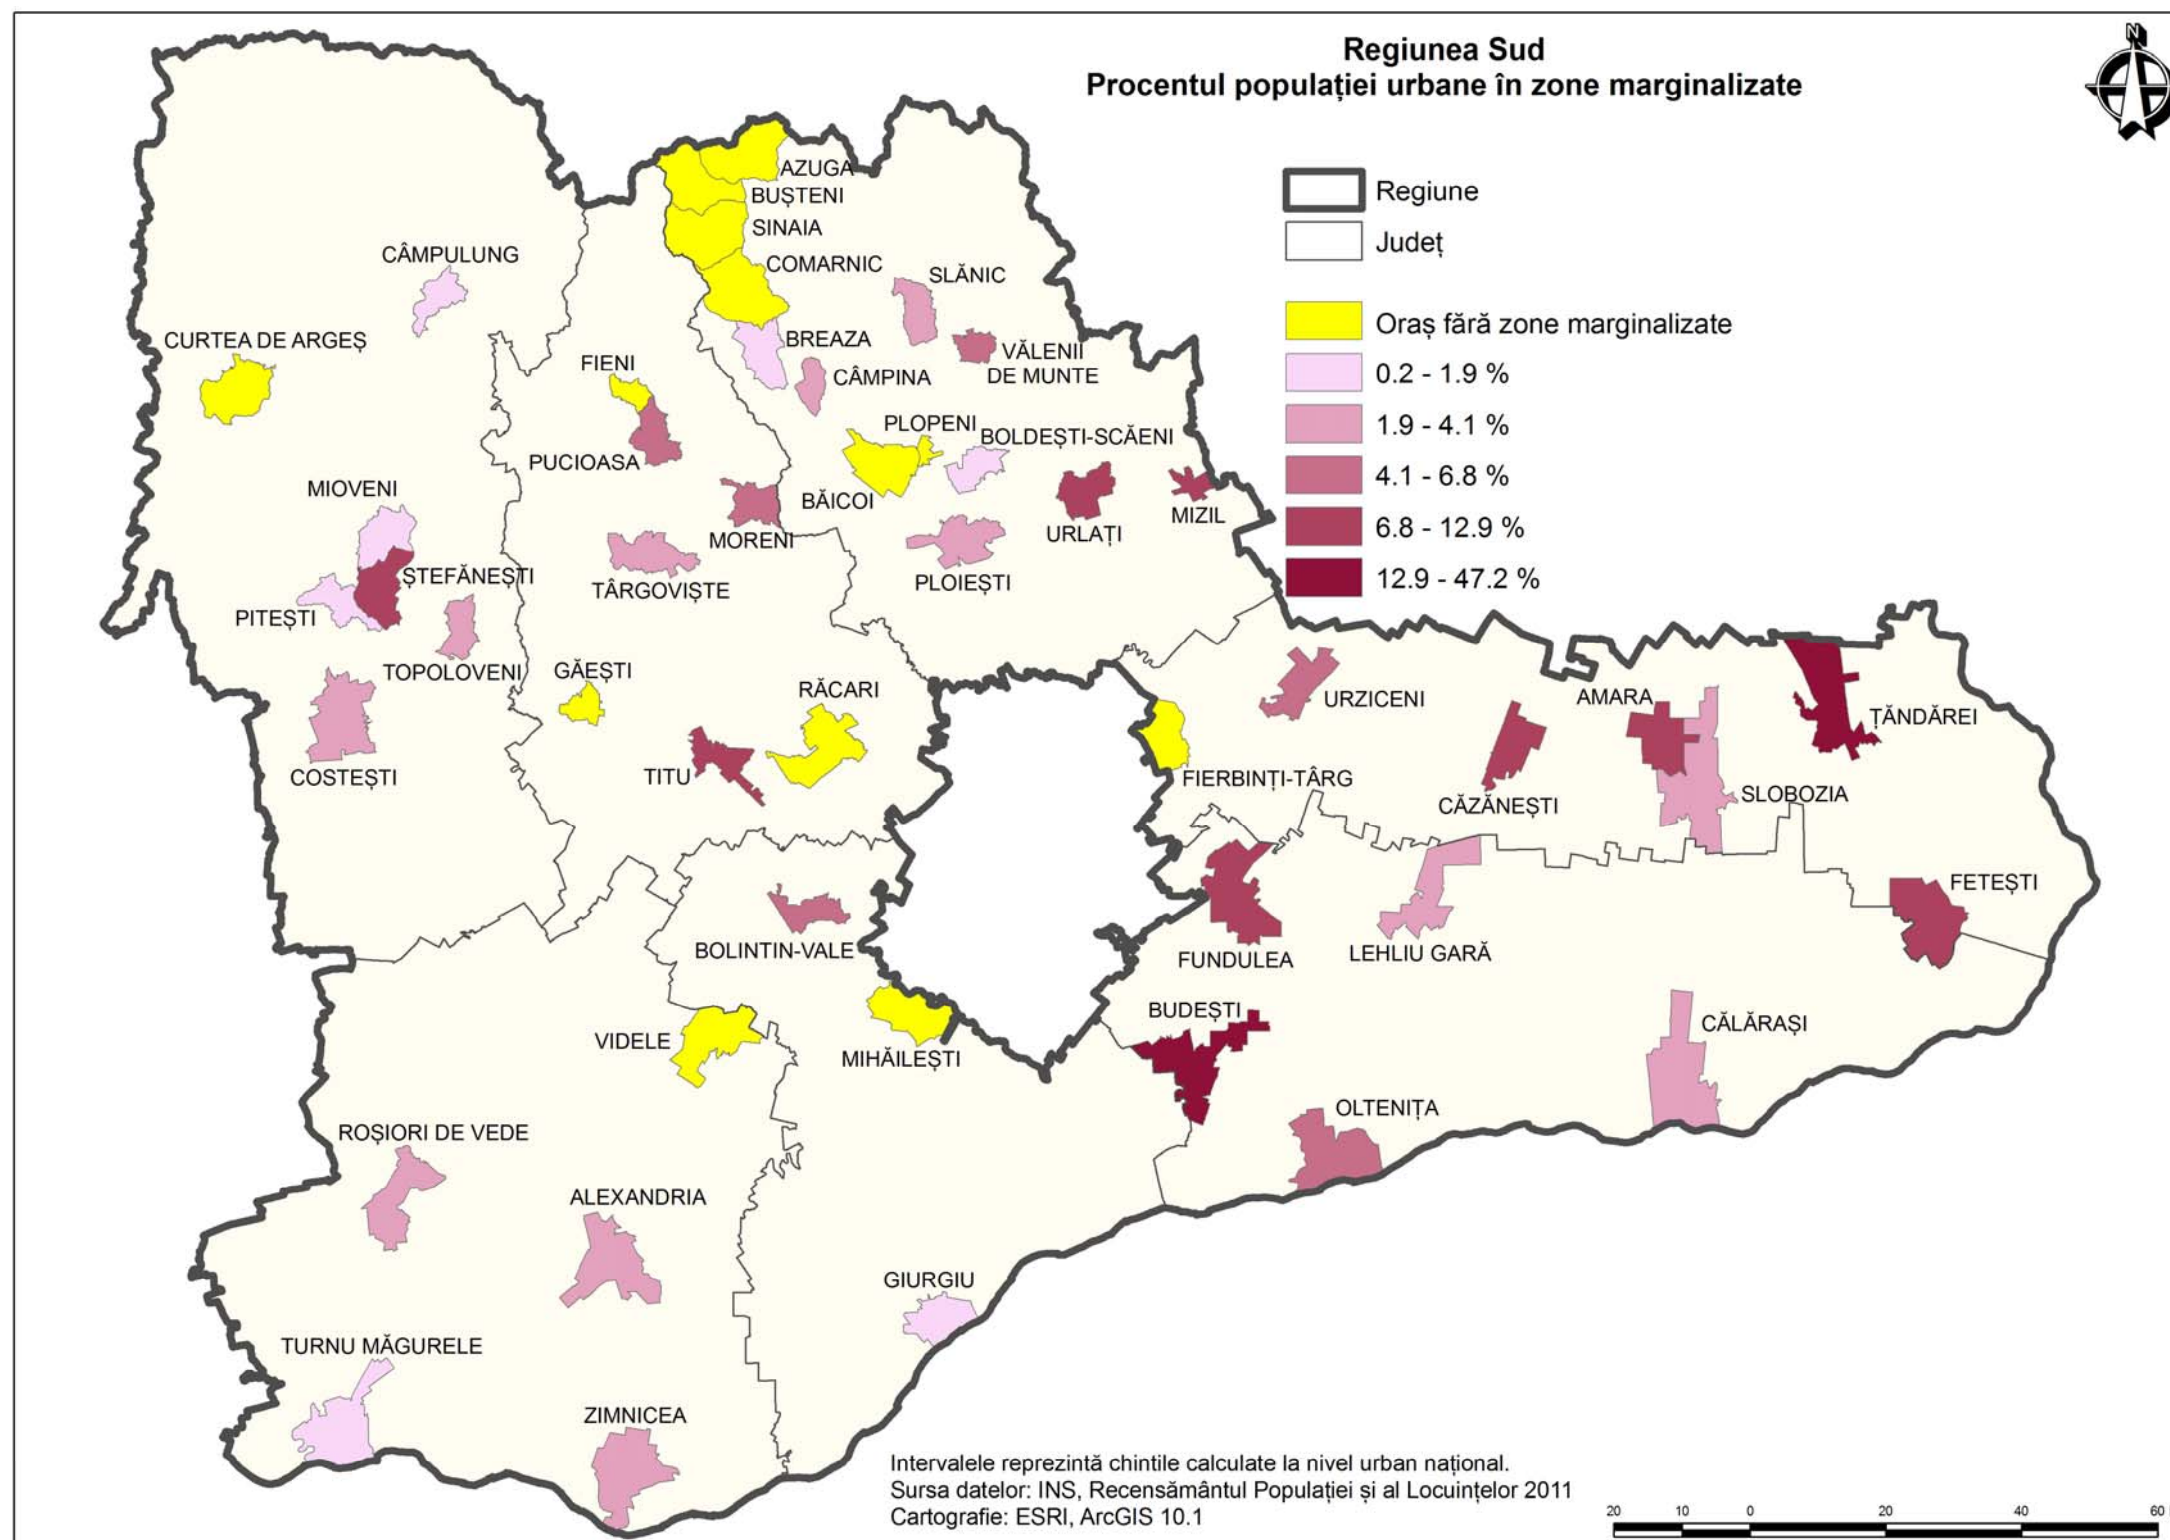 Regiunea Sud
Procentul populației urbane în zone marginalizate
N
Regiune
Județ
Oraș fără zone marginalizate
0.2 - 1.9 %
1.9 - 4.1 %
4.1 - 6.8 %
6.8 - 12.9 %
12.9 - 47.2 %
AZUGA
BUȘTENI
SINAIA
COMARNIC
CÂMPULUNG
SLĂNIC
CURTEA DE ARGEȘ
BREAZA
VĂLENII
DE MUNTE
FIENI
CÂMPINA
PLOPENI
BOLDEȘTI-SCĂENI
PUCIOASA
MIOVENI
BĂICOI
MIZIL
URLAȚI
MORENI
ȘTEFĂNEȘTI
TÂRGOVIȘTE
PLOIEȘTI
PITEȘTI
TOPOLOVENI
GĂEȘTI
RĂCARI
URZICENI
AMARA
ȚĂNDĂREI
COSTEȘTI
TITU
FIERBINȚI-TÂRG
CĂZĂNEȘTI
SLOBOZIA
FETEȘTI
BOLINTIN-VALE
FUNDULEA
LEHLIU GARĂ
BUDEȘTI
CĂLĂRAȘI
VIDELE
MIHĂILEȘTI
OLTENIȚA
ROȘIORI DE VEDE
ALEXANDRIA
GIURGIU
TURNU MĂGURELE
ZIMNICEA
Intervalele reprezintă chintile calculate la nivel urban național.
Sursa datelor: INS, Recensământul Populației și al Locuințelor 2011
Cartografie: ESRI, ArcGIS 10.1
20 10 0 20 40 60